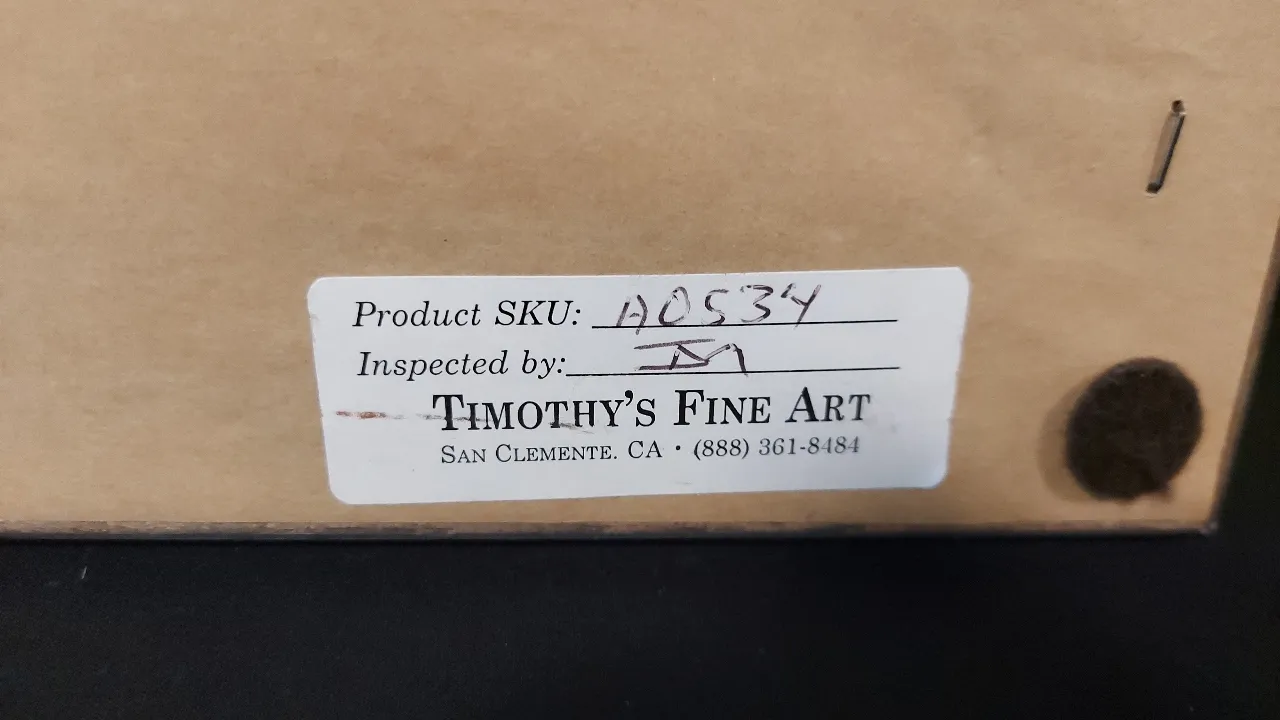 Product SKU: A0534
Inspected by:
TIMOTHY'S FINE ART
SAN CLEMENTE. CA • (888) 361-8484